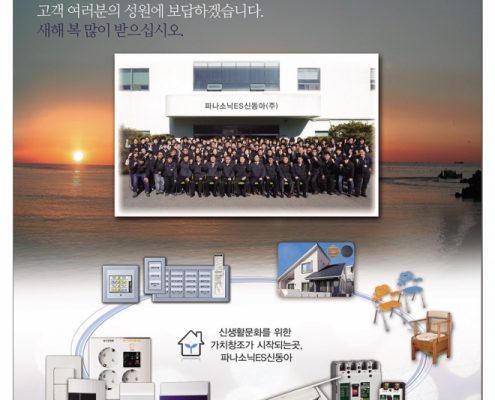 고객 여러분의 성원에 보답하겠습니다.
새해 복 많이 받으십시오.
파나소닉ES신동아(주)
신생활문화를 위한
가치창조가 시작되는곳,
파나소닉ES신동아